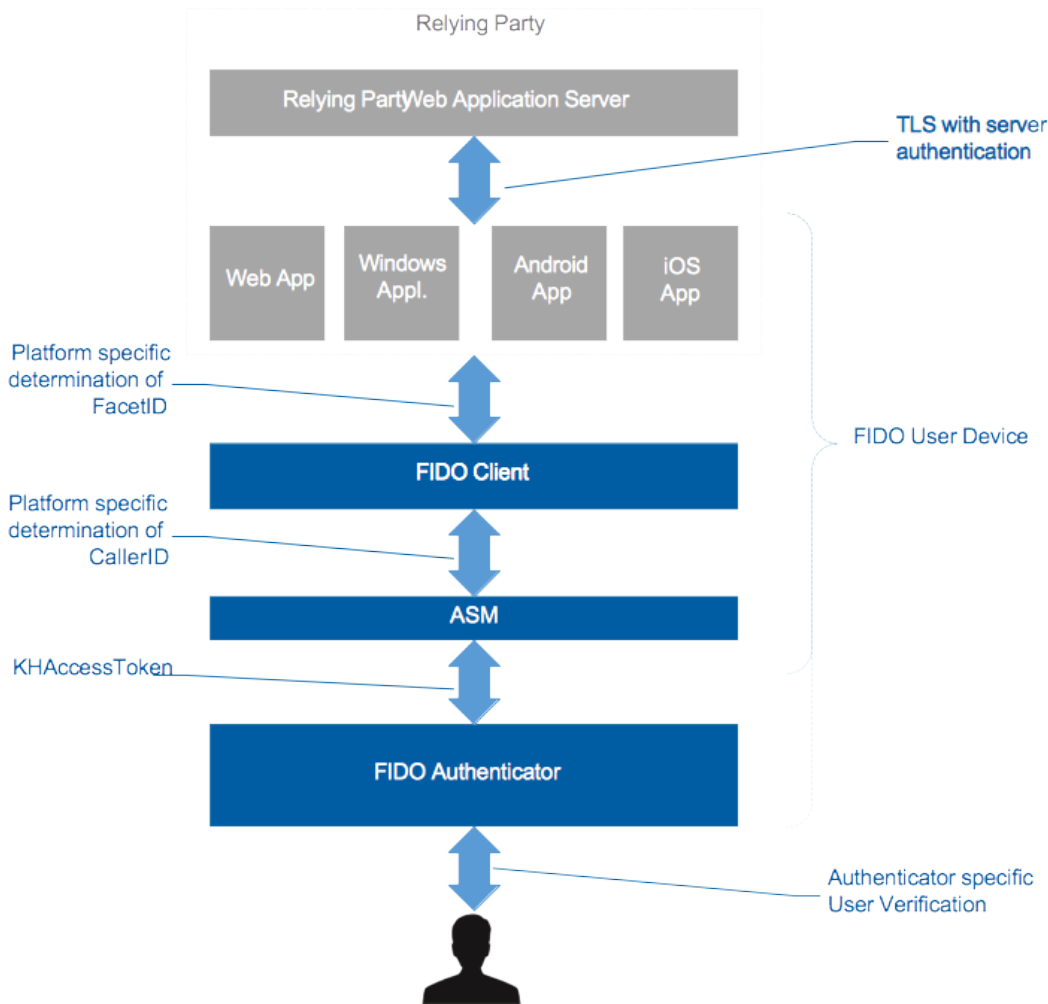 Relying Party
Relying PartyWeb Application Server
TLS with server
authentication
Web App
Windows
Appl.
Android
App
iOS
App
Platform specific
determination of
FacetID
FIDO User Device
FIDO Client
Platform specific
determination of
CallerID
ASM
KHAccessToken
FIDO Authenticator
Authenticator specific
User Verification